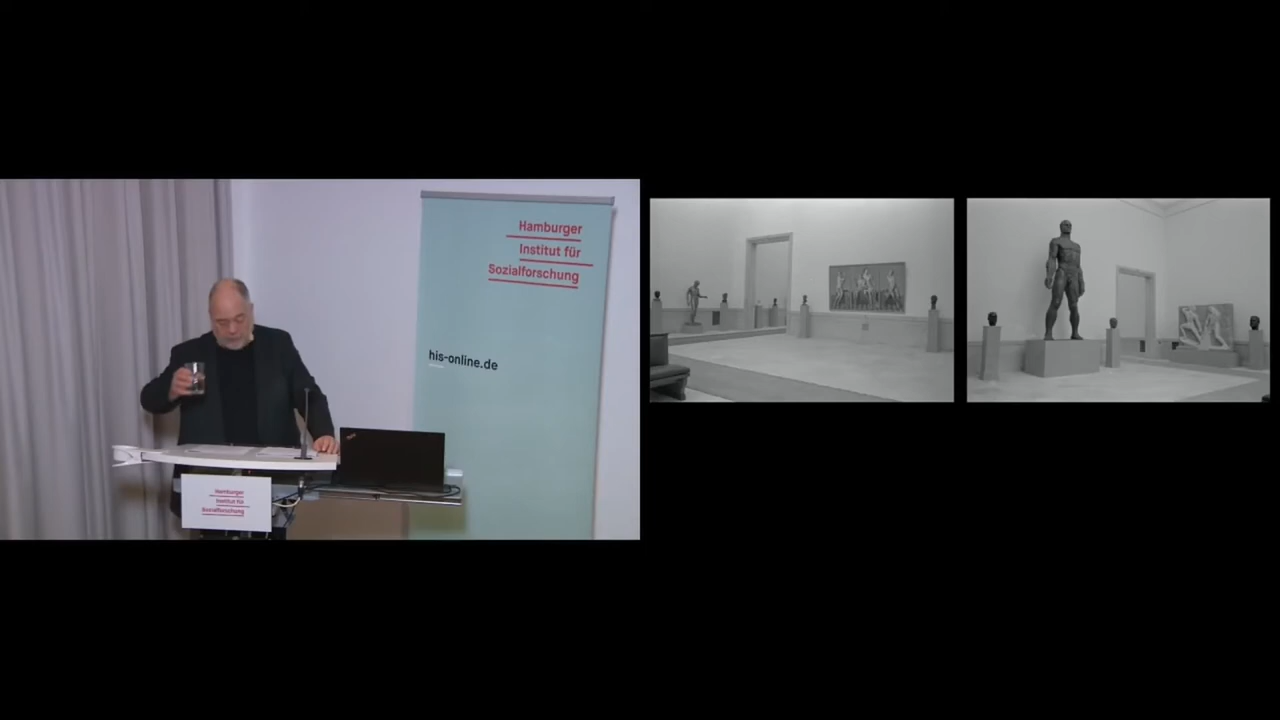 Hamburger
Institut für
Sozialforschung
his-online.de
Hamburger
Institut für
Sozialforschung